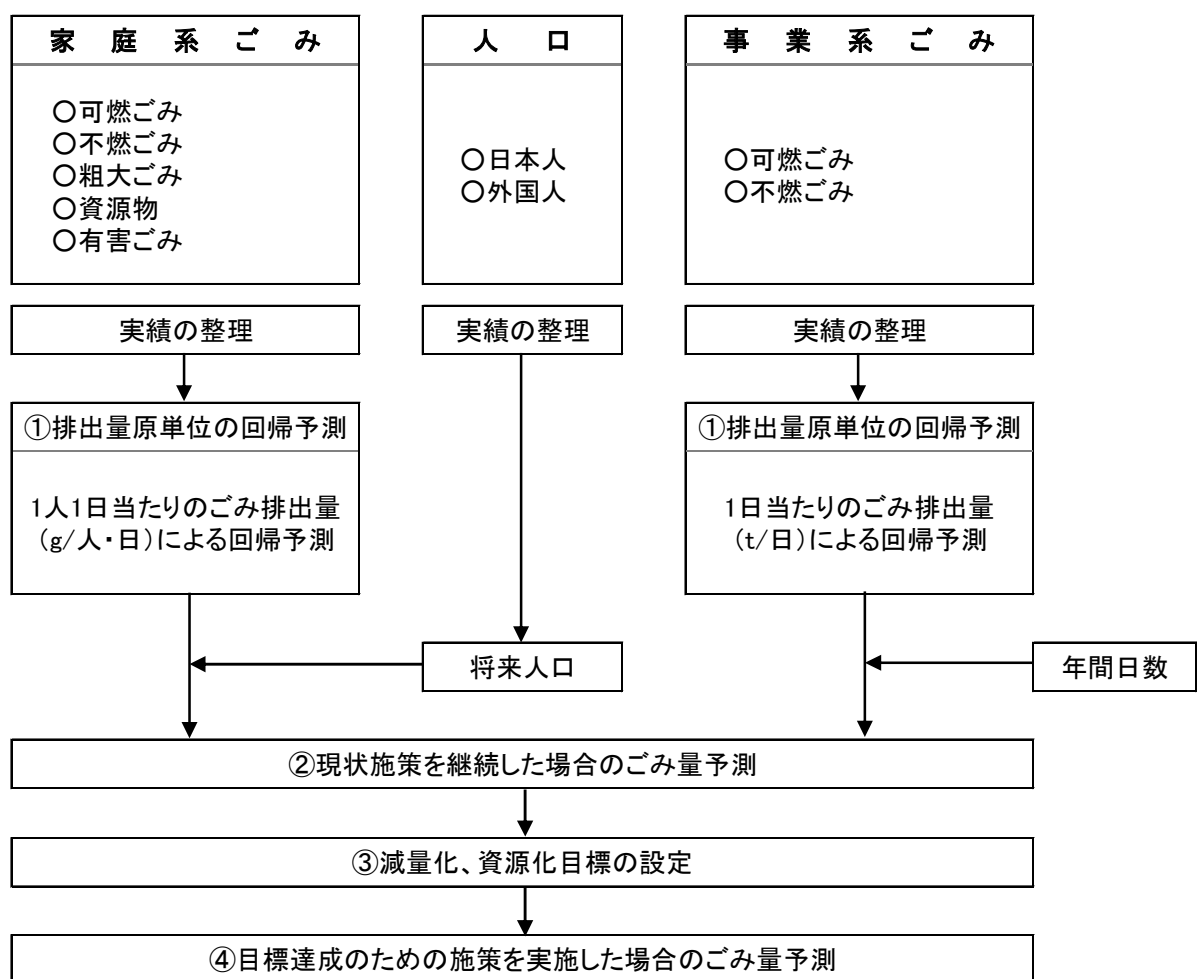 家庭系ごみ
〇可燃ごみ
〇不燃ごみ
〇粗大ごみ
〇資源物
〇有害ごみ
人口
〇日本人
〇外国人
事業系ごみ
〇可燃ごみ
〇不燃ごみ
実績の整理
実績の整理
実績の整理
①排出量原単位の回帰予測
1人1日当たりのごみ排出量
(g/人・日)による回帰予測
①排出量原単位の回帰予測
1日当たりのごみ排出量
(t/日)による回帰予測
将来人口
年間日数
②現状施策を継続した場合のごみ量予測
③減量化、資源化目標の設定
④目標達成のための施策を実施した場合のごみ量予測